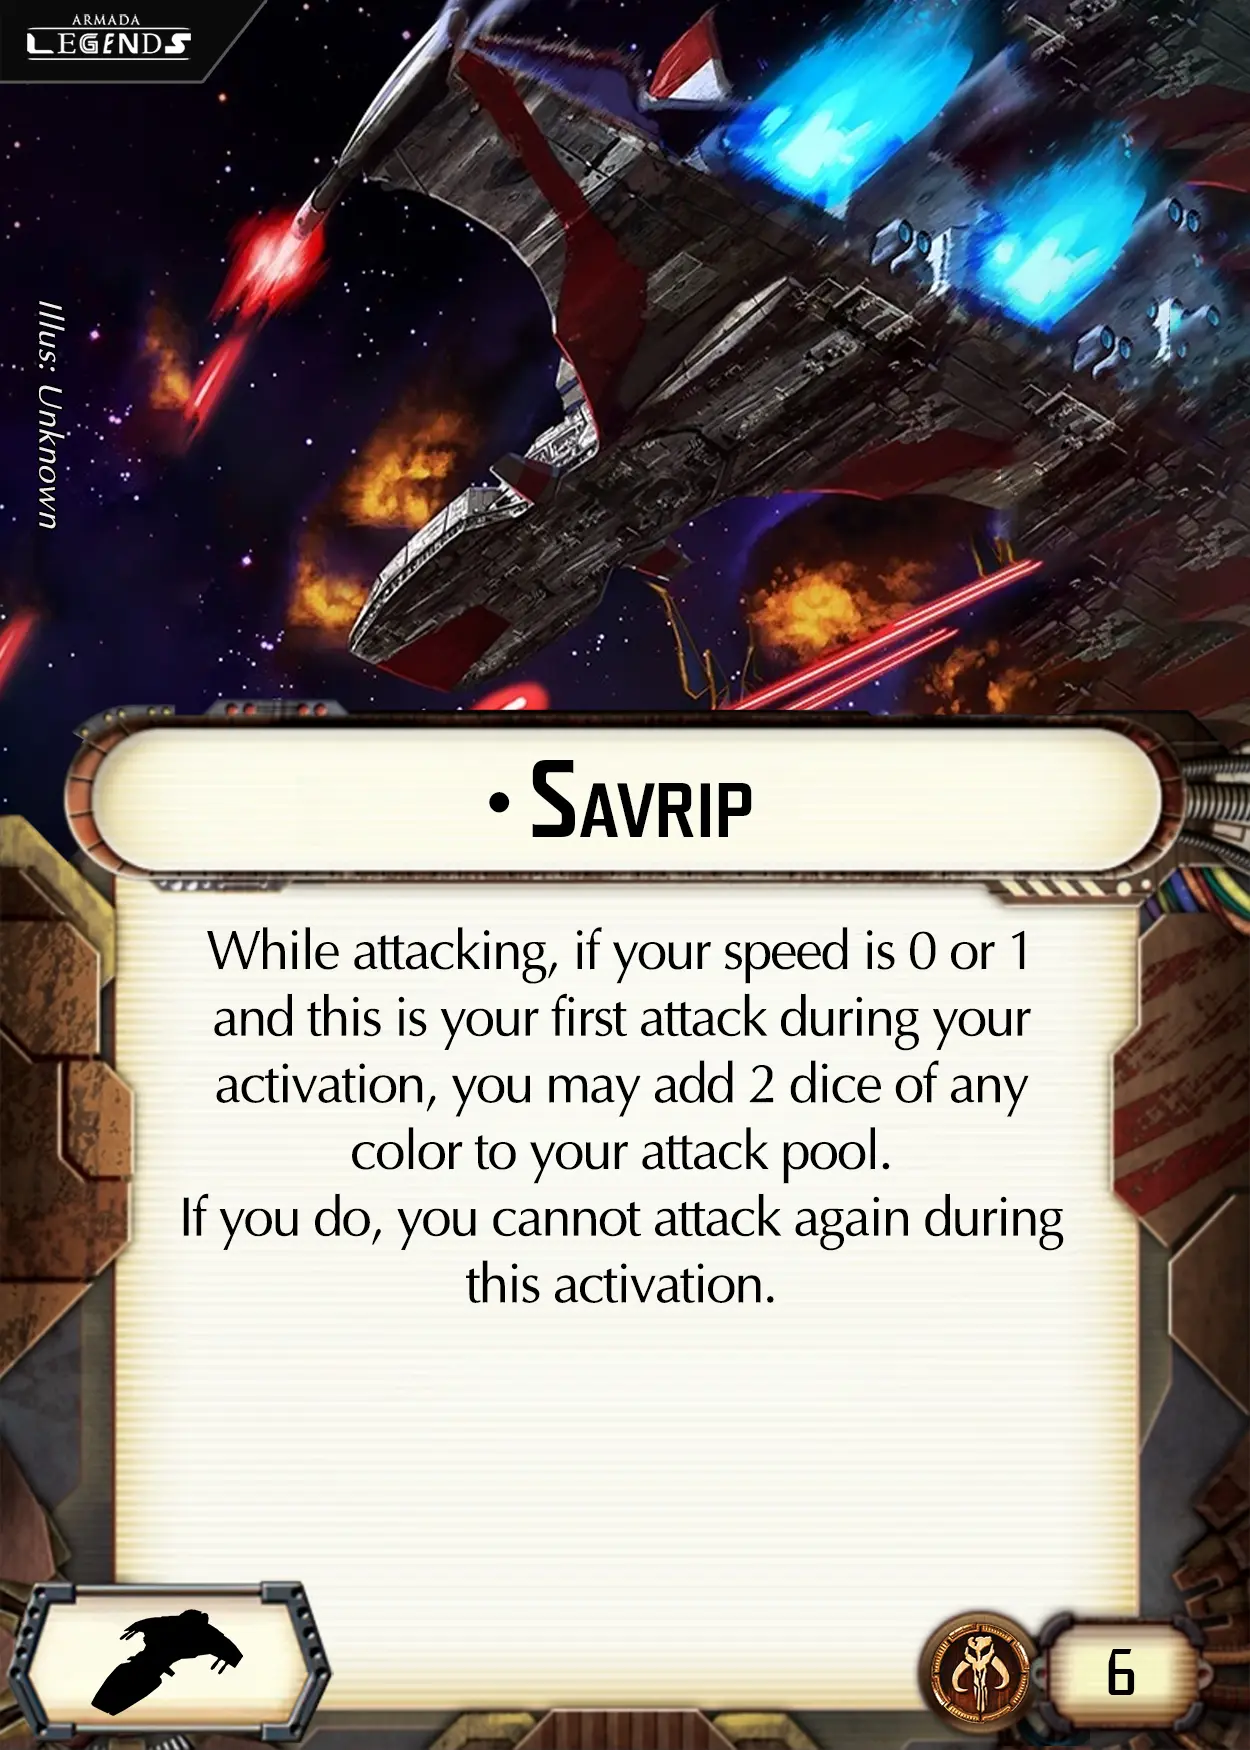 ARMADA
LEGENDS
Illus: Unknown
• SAVRIP
While attacking, if your speed is 0 or 1
and this is your first attack during your
activation, you may add 2 dice of any
color to your attack pool.
If you do, you cannot attack again during
this activation.
6